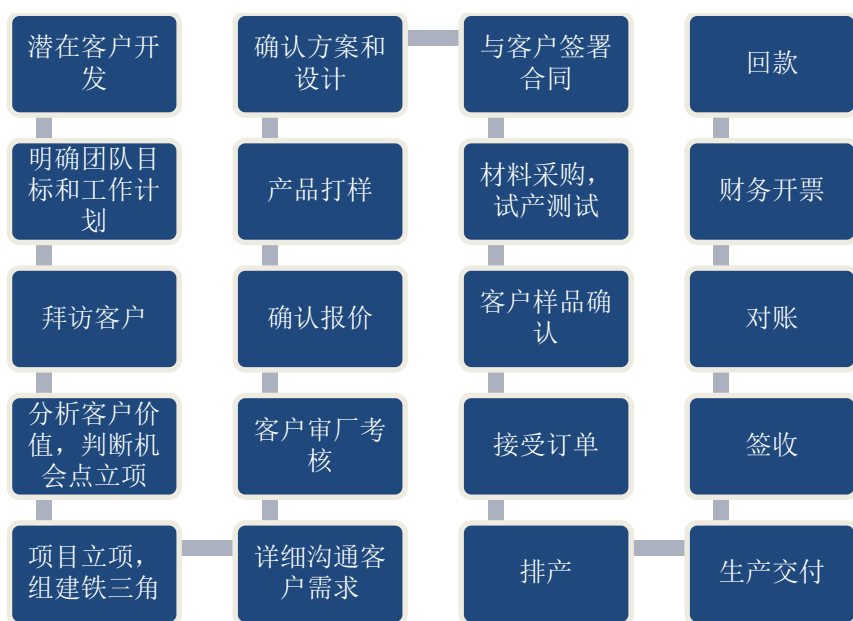 潜在客户开
发
明确团队目
标和工作计
划
拜访客户
分析客户价
值，判断机
会点立项
项目立项，
组建铁三角
详细沟通客
户需求
客户审厂考
核
确认报价
产品打样
确认方案和
设计
与客户签署
合同
材料采购，
试产测试
客户样品确
认
接受订单
排产
生产交付
签收
对账
财务开票
回款